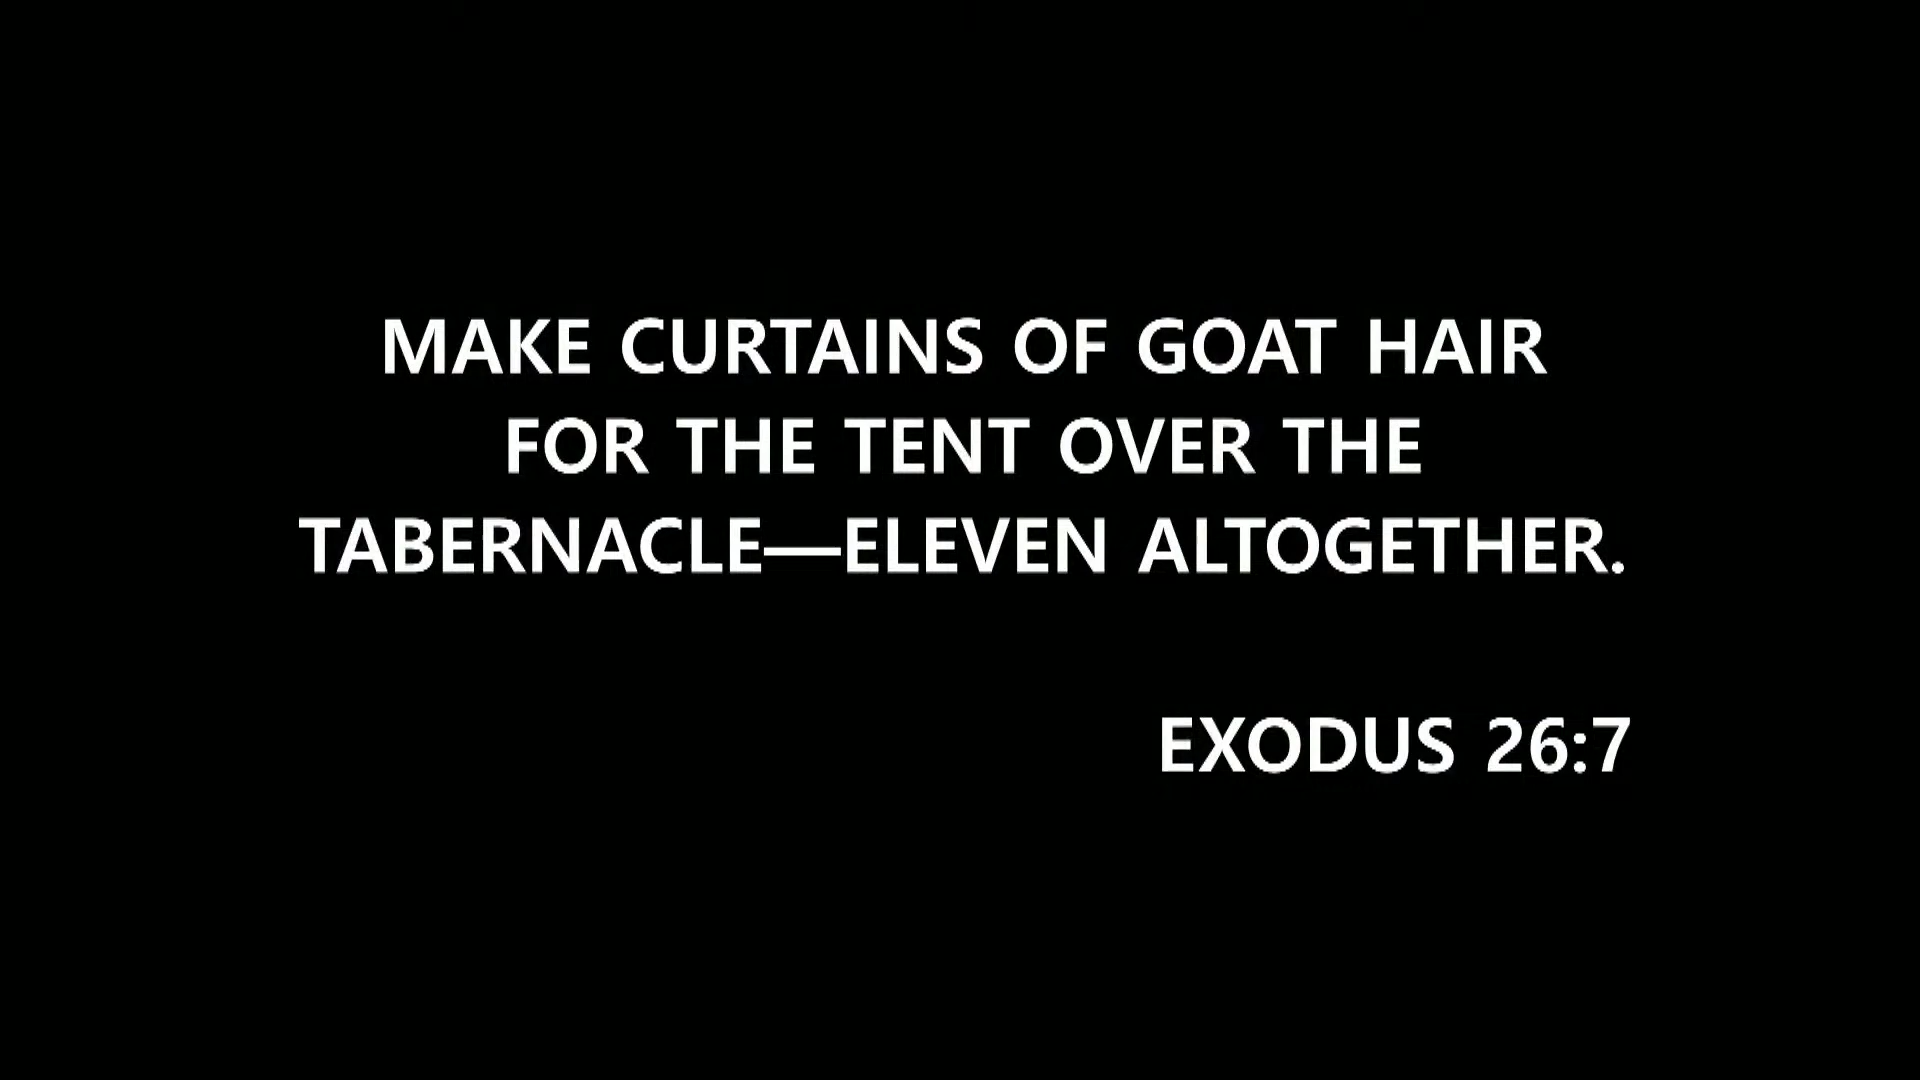 MAKE CURTAINS OF GOAT HAIR
FOR THE TENT OVER THE
TABERNACLE—ELEVEN ALTOGETHER.
EXODUS 26:7